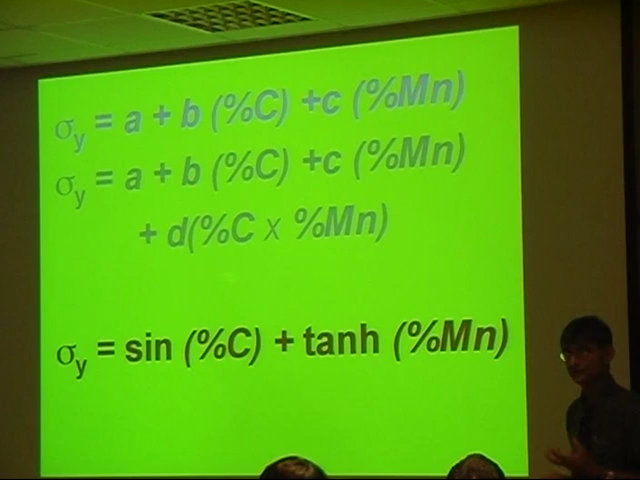 σy = a + b (%C) +c (%Mn)
σy = a + b (%C) +c (%Mn)
+ d(%C x %Mn)
σy = sin (%C) + tanh (%Mn)